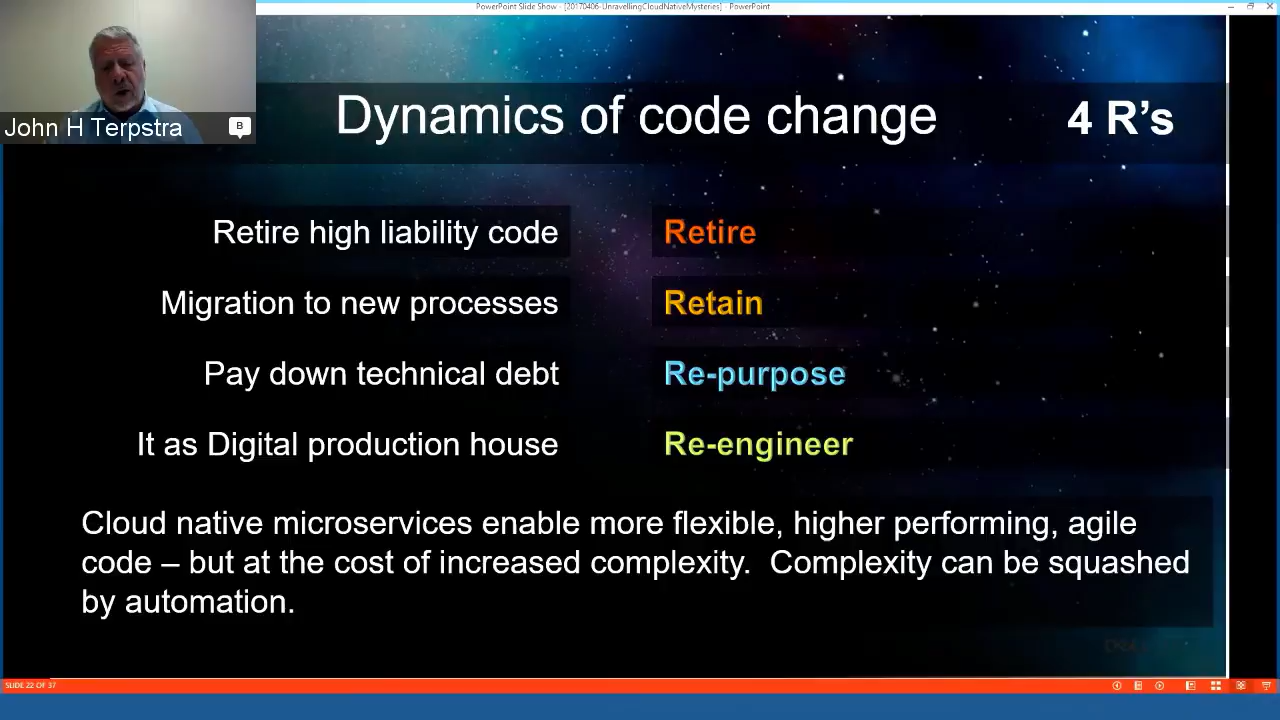 PowerPoint Slide Show - [20170406-UnravellingCloudNativeMysteries] - PowerPoint
John H Terpstra
B
Dynamics of code change
4 R’s
Retire high liability code
Retire
Migration to new processes
Retain
Pay down technical debt
Re-purpose
It as Digital production house
Re-engineer
Cloud native microservices enable more flexible, higher performing, agile
code – but at the cost of increased complexity.  Complexity can be squashed
by automation.
SLIDE 22 OF 37